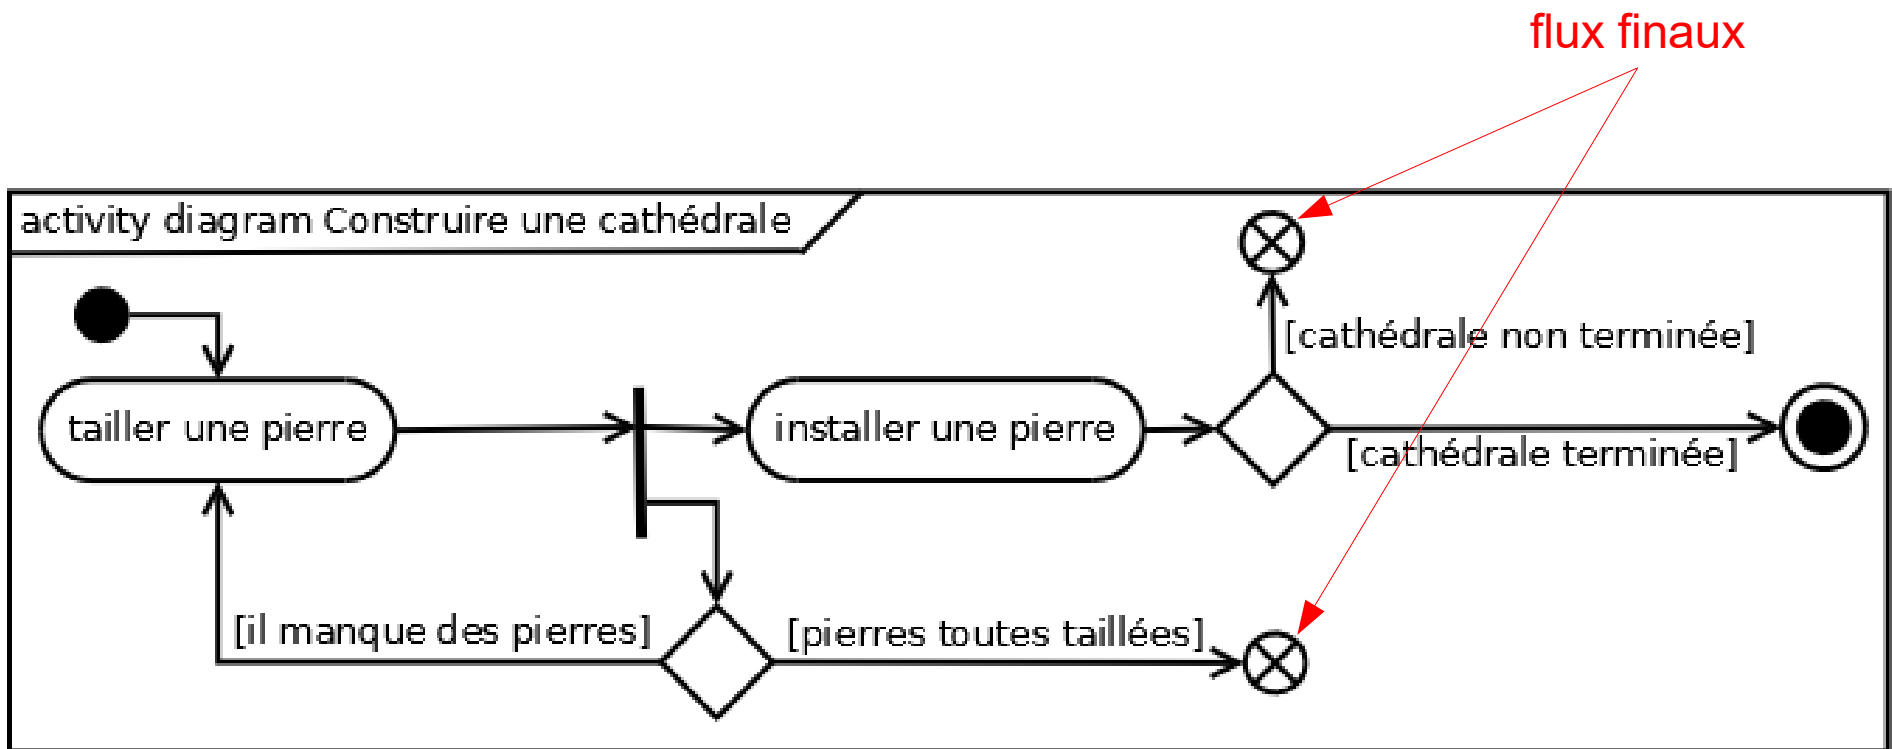 flux finaux
activity diagram Construire une cathédrale
[cathédrale non terminée]
tailler une pierre
installer une pierre
[cathédrale terminée]
[il manque des pierres]
[pierres toutes taillées]